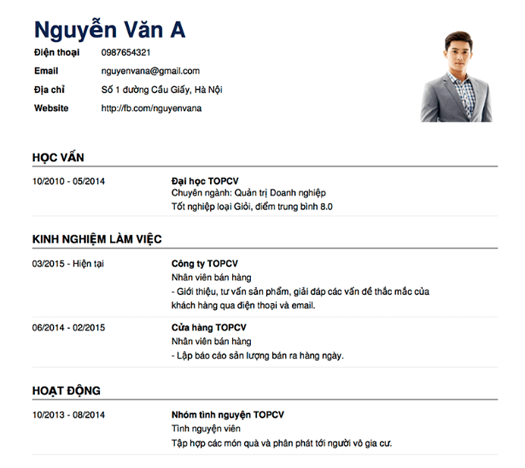 Nguyễn Văn A
Điện thoại 0987654321
Email nguyenvana@gmail.com
Địa chỉ Số 1 đường Cầu Giấy, Hà Nội
Website http://fb.com/nguyenvana
HỌC VẤN
10/2010 - 05/2014 Đại học TOPCV
Chuyên ngành: Quản trị Doanh nghiệp
Tốt nghiệp loại Giỏi, điểm trung bình 8.0
KINH NGHIỆM LÀM VIỆC
03/2015 - Hiện tại Công ty TOPCV
Nhân viên bán hàng
- Giới thiệu, tư vấn sản phẩm, giải đáp các vấn đề thắc mắc của
khách hàng qua điện thoại và email.
06/2014 - 02/2015 Cửa hàng TOPCV
Nhân viên bán hàng
- Lập báo cáo sản lượng bán ra hàng ngày.
HOẠT ĐỘNG
10/2013 - 08/2014 Nhóm tình nguyện TOPCV
Tình nguyện viên
Tập hợp các món quà và phân phát tới người vô gia cư.